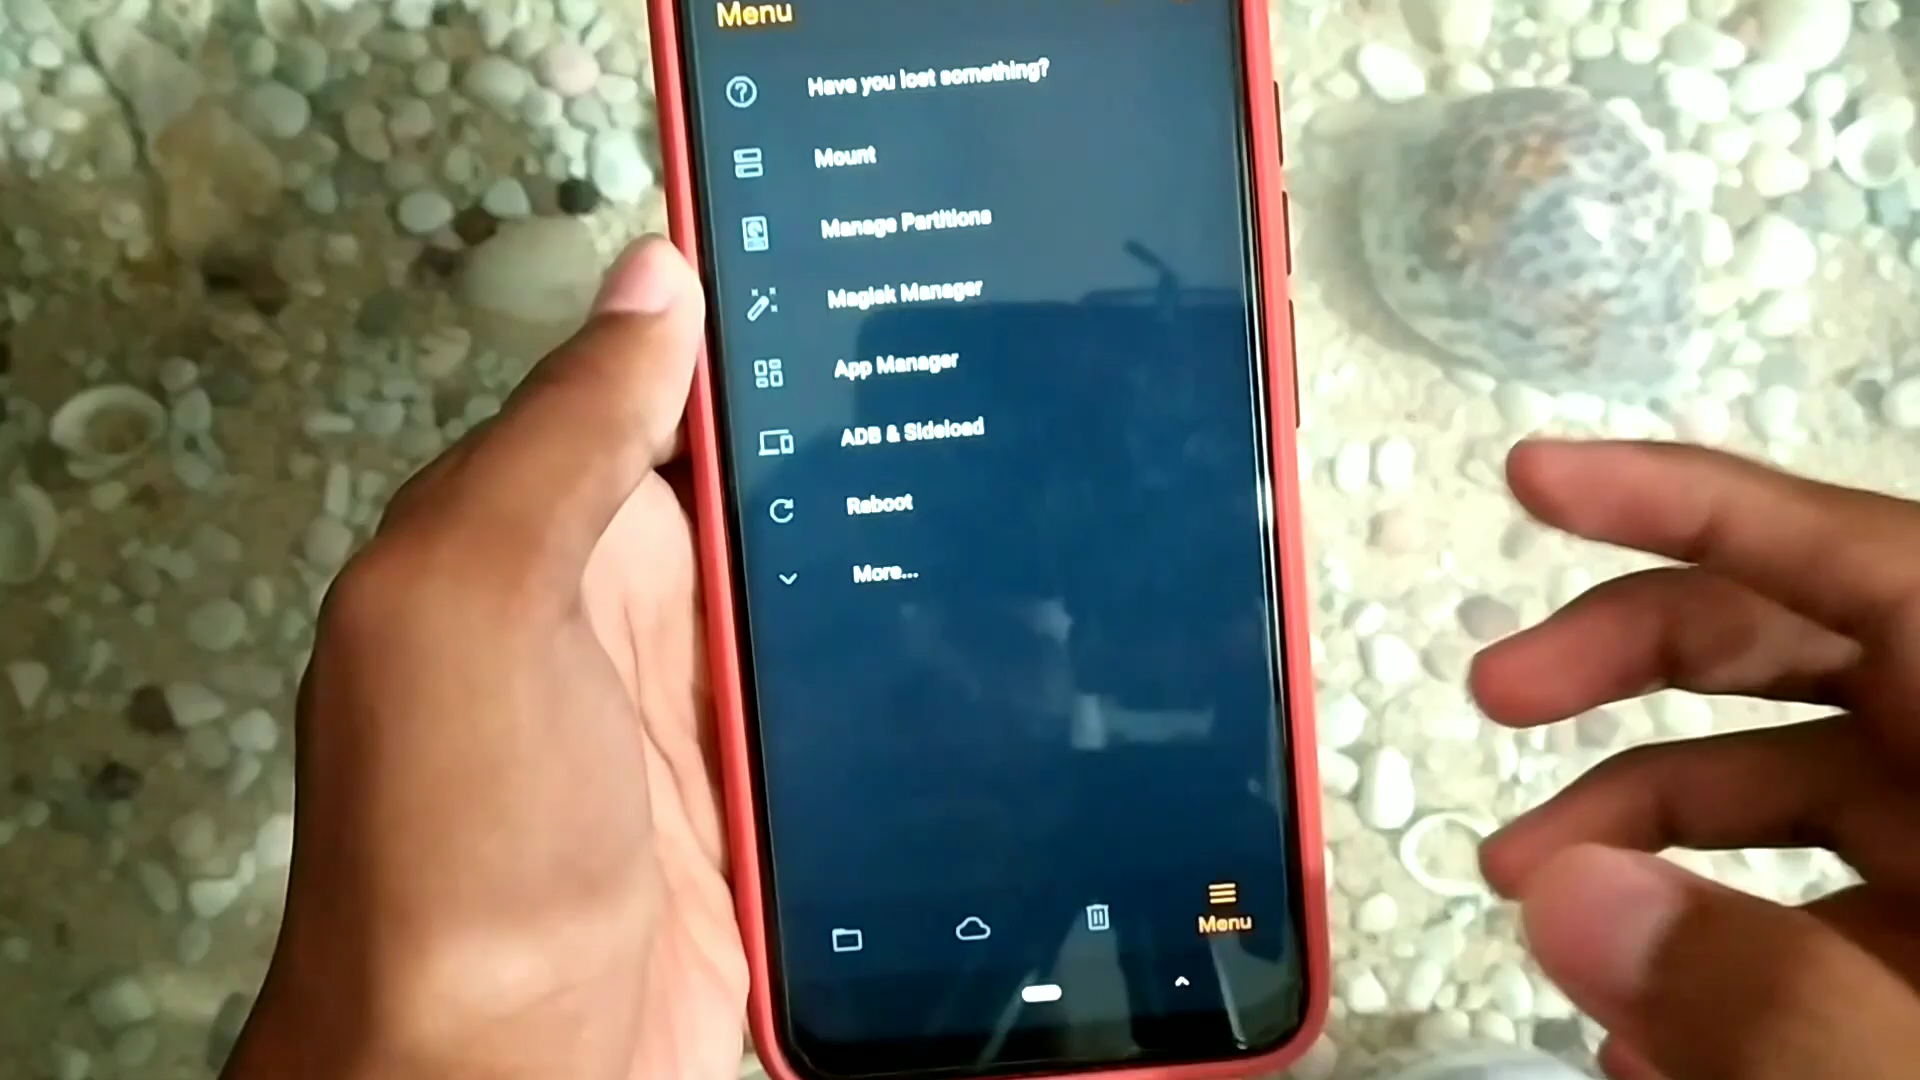 Menu
Have you lost something?
Mount
Manage Partitions
Magisk Manager
App Manager
ADB & Sideload
Reboot
More...
Menu